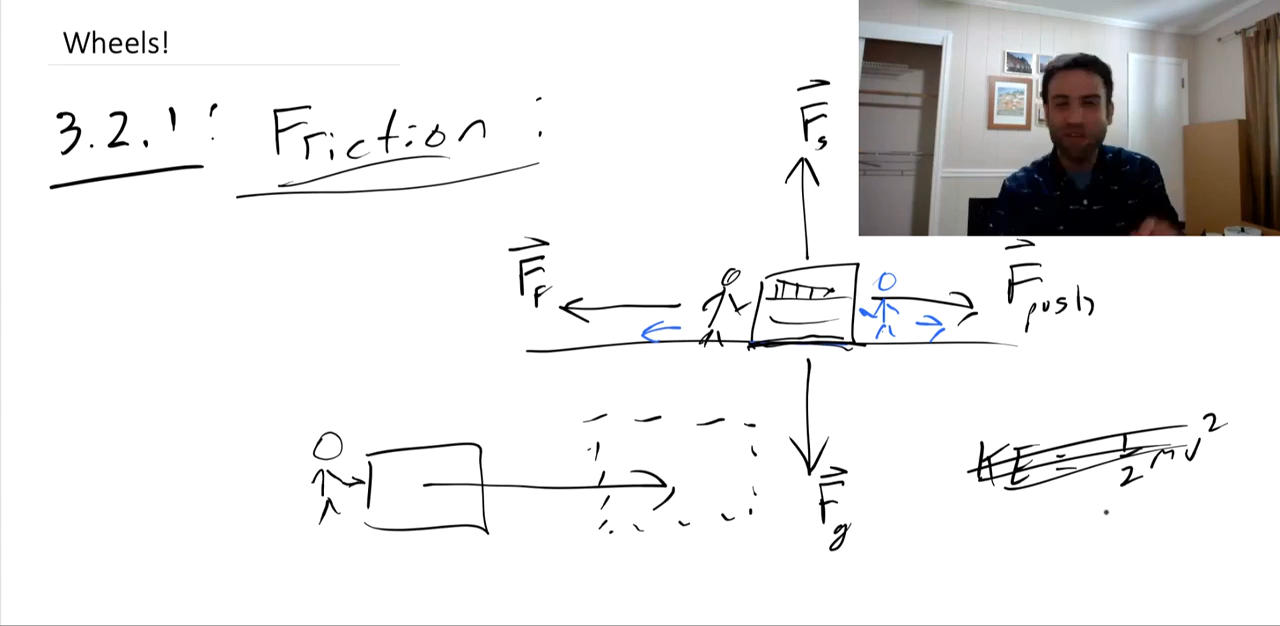 Wheels!
3.2.1: Friction:
F_s
F_f
F_push
F_g
KE = 1/2 mv²